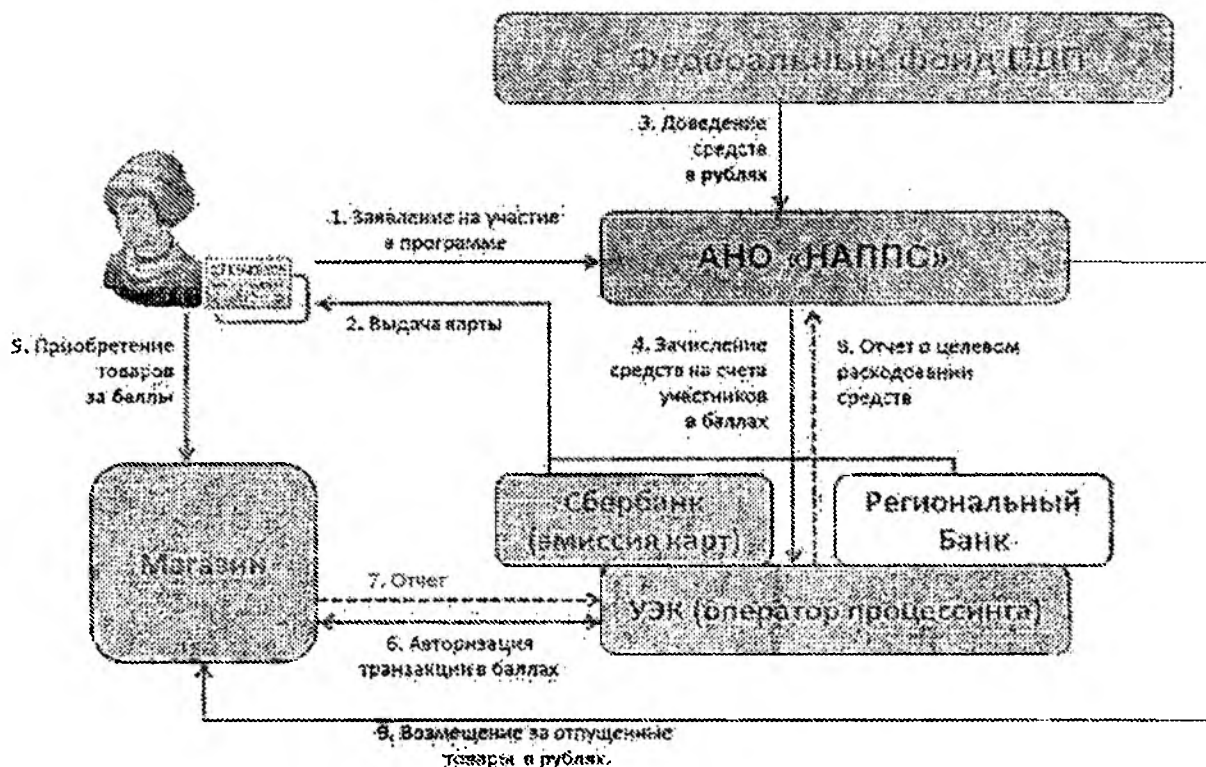 Федеральный фонд ПДП
3. Доведение
средств
в рублях
1. Заявление на участие
в программе
АНО «НАППС»
2. Выдача карты
5. Приобретение
товаров
за баллы
4. Зачисление
средств на счета
участников
в баллах
8. Отчет о целевом
расходовании
средств
Сбербанк
(эмиссия карт)
Региональный
Банк
Магазин
7. Отчет
УЭК (оператор процессинга)
6. Авторизация
транзакции в баллах
9. Возмещение за отпущенные
товары в рублях.